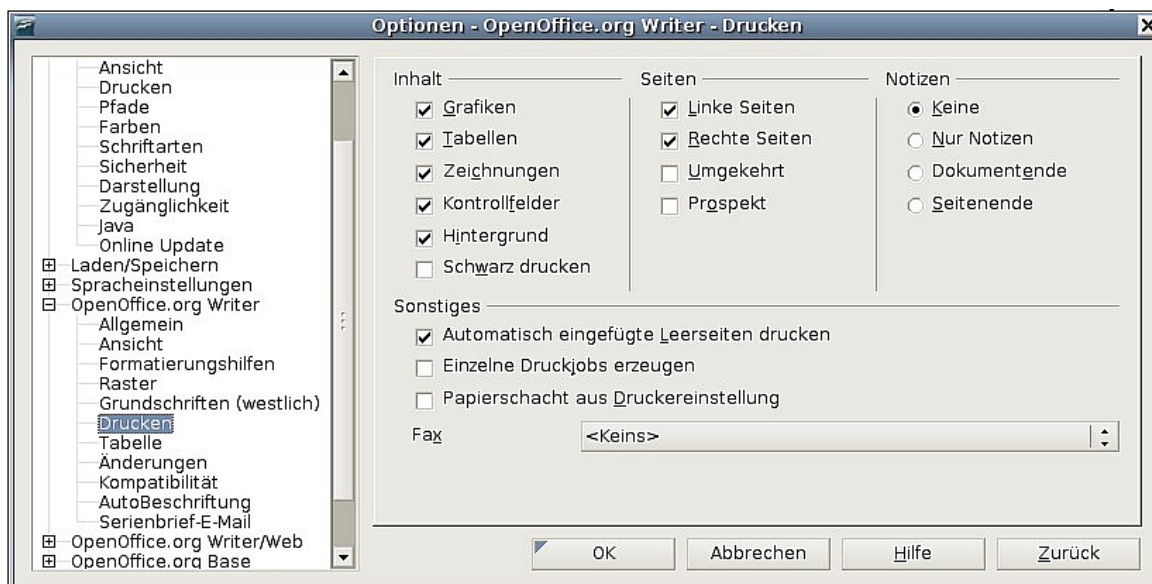 Optionen - OpenOffice.org Writer - Drucken
Ansicht
Drucken
Pfade
Farben
Schriftarten
Sicherheit
Darstellung
Zugänglichkeit
Java
Online Update
Laden/Speichern
Spracheinstellungen
OpenOffice.org Writer
Allgemein
Ansicht
Formatierungshilfen
Raster
Grundschriften (westlich)
Drucken
Tabelle
Änderungen
Kompatibilität
AutoBeschriftung
Serienbrief-E-Mail
OpenOffice.org Writer/Web
OpenOffice.org Base
Inhalt
Grafiken
Tabellen
Zeichnungen
Kontrollfelder
Hintergrund
Schwarz drucken
Seiten
Linke Seiten
Rechte Seiten
Umgekehrt
Prospekt
Notizen
Keine
Nur Notizen
Dokumentende
Seitenende
Sonstiges
Automatisch eingefügte Leerseiten drucken
Einzelne Druckjobs erzeugen
Papierschacht aus Druckereinstellung
Fax
<Keins>
OK
Abbrechen
Hilfe
Zurück